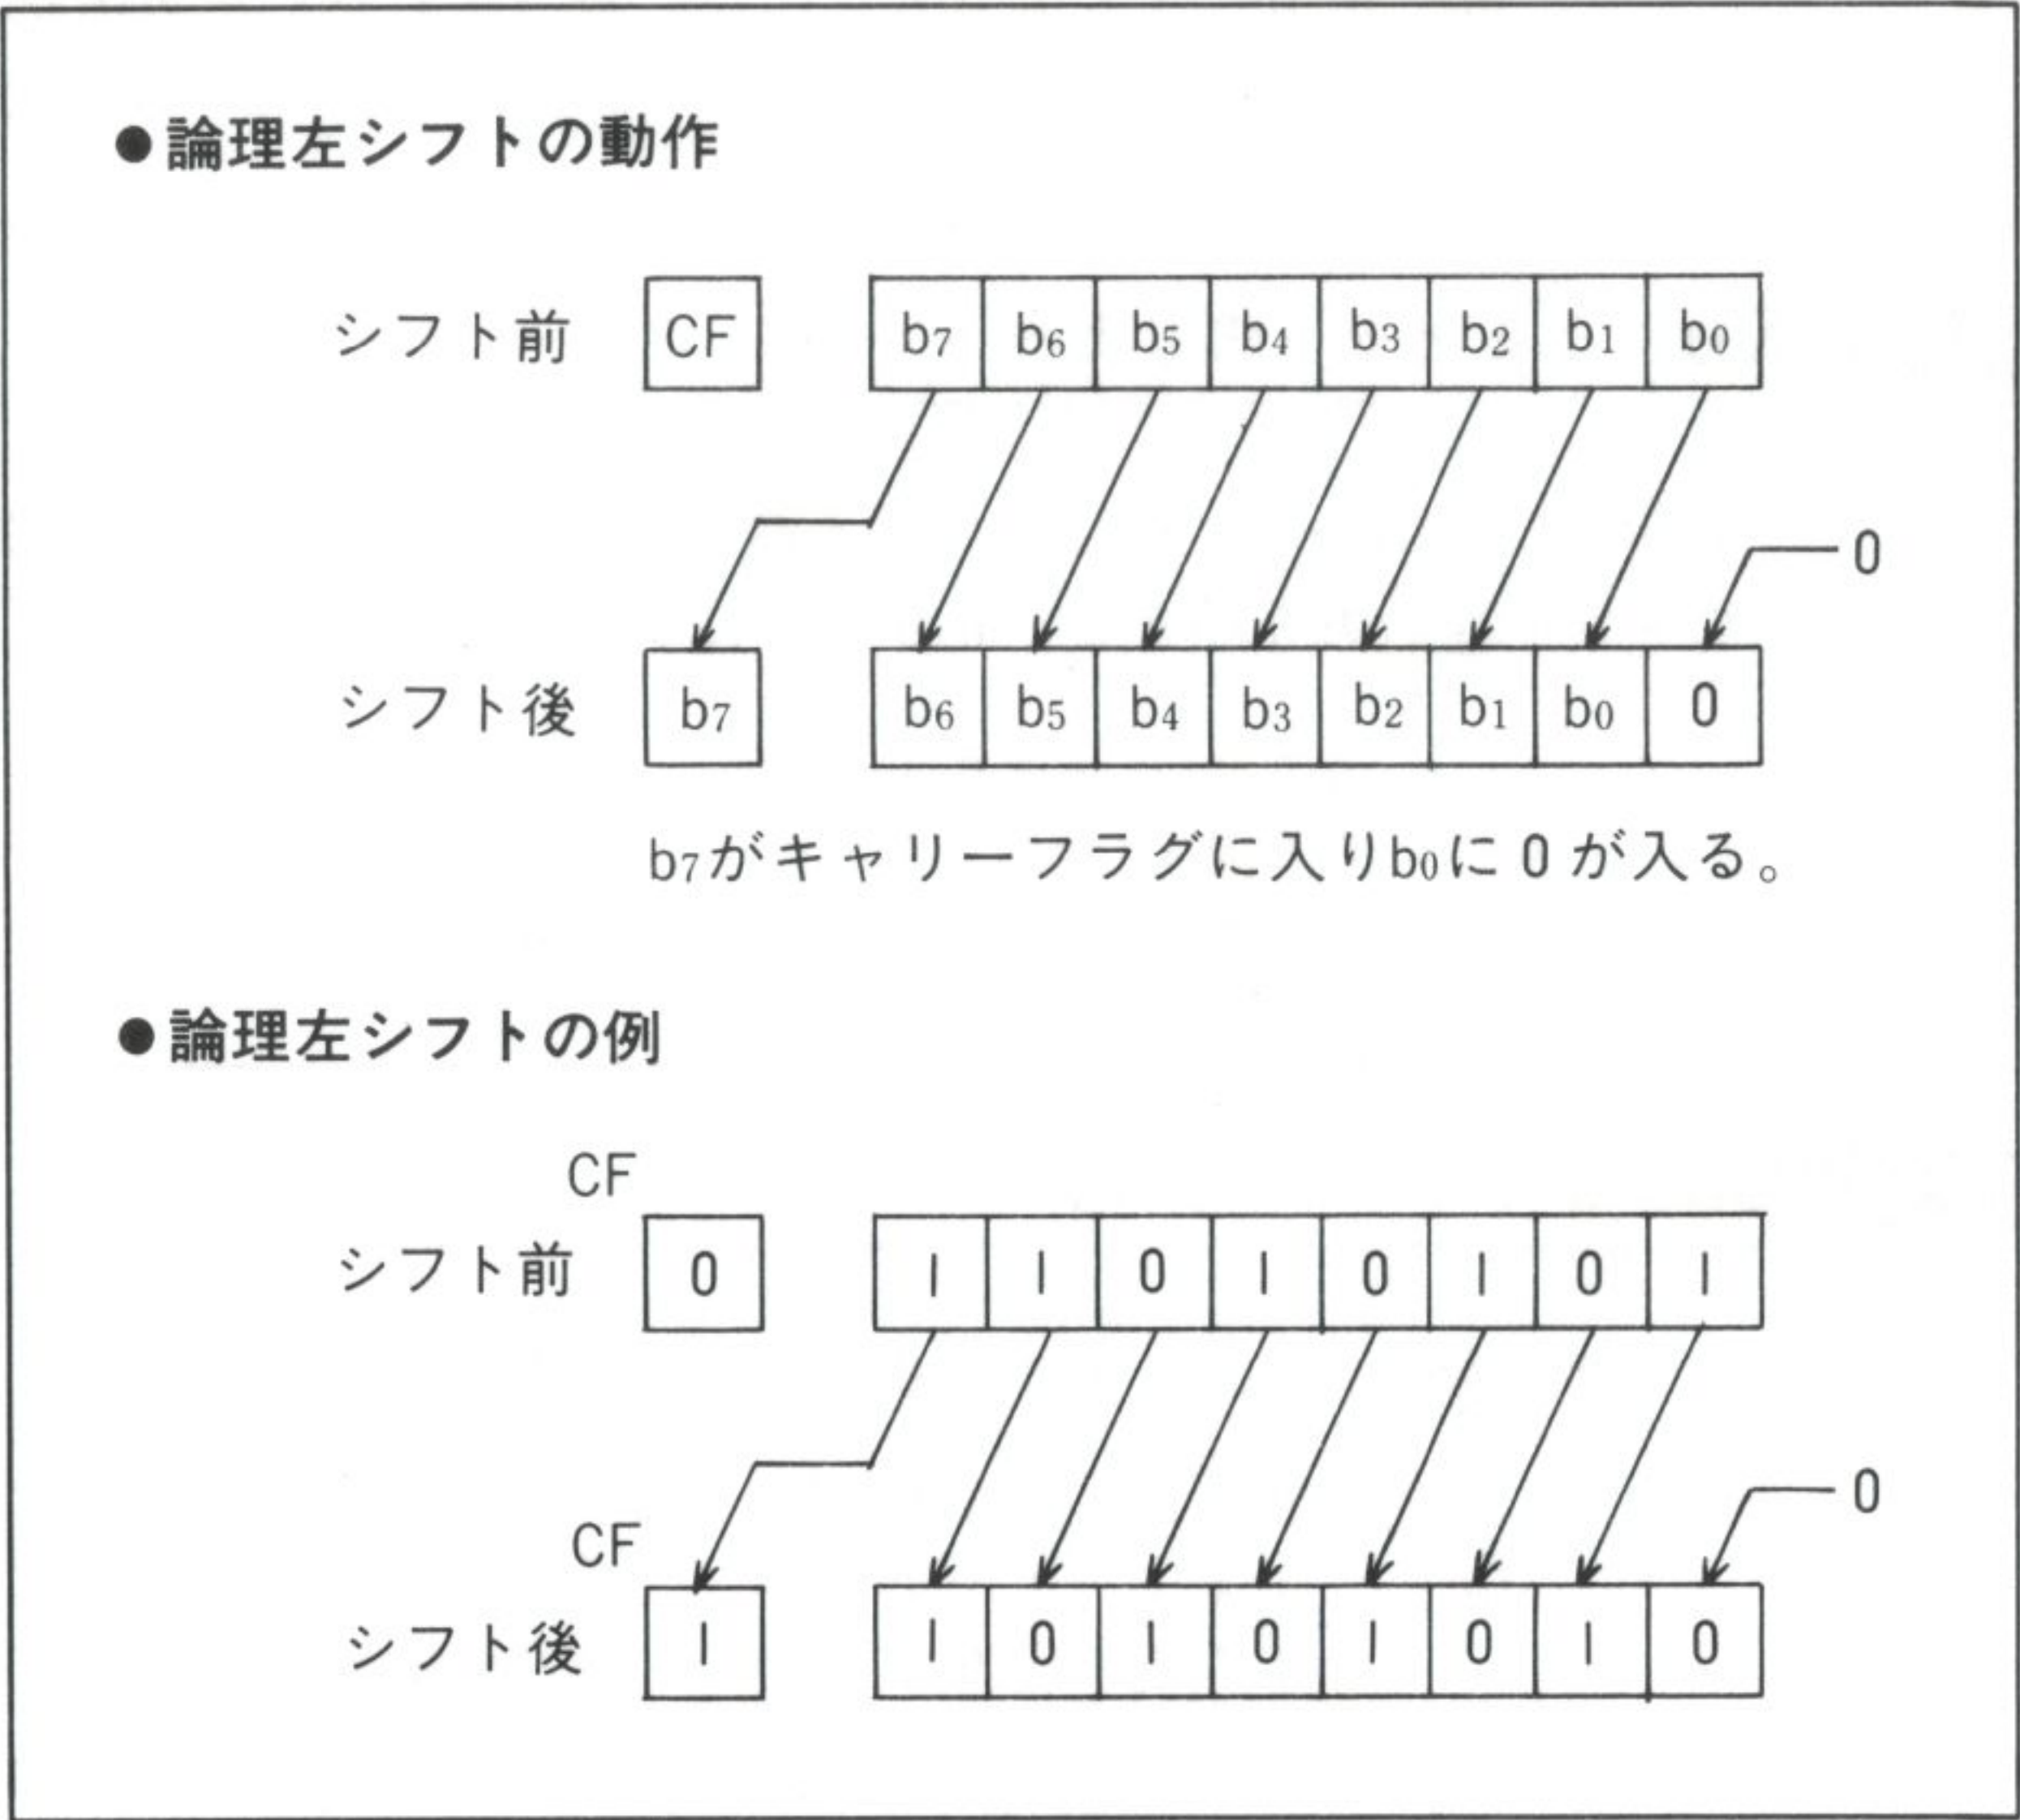 ●論理左シフトの動作
シフト前 CF b7 b6 b5 b4 b3 b2 b1 b0
0
シフト後 b7 b6 b5 b4 b3 b2 b1 b0 0
b7がキャリーフラグに入りb0に0が入る。
●論理左シフトの例
CF
シフト前 0 1 1 0 1 0 1 0 1
0
CF
シフト後 1 1 0 1 0 1 0 1 0